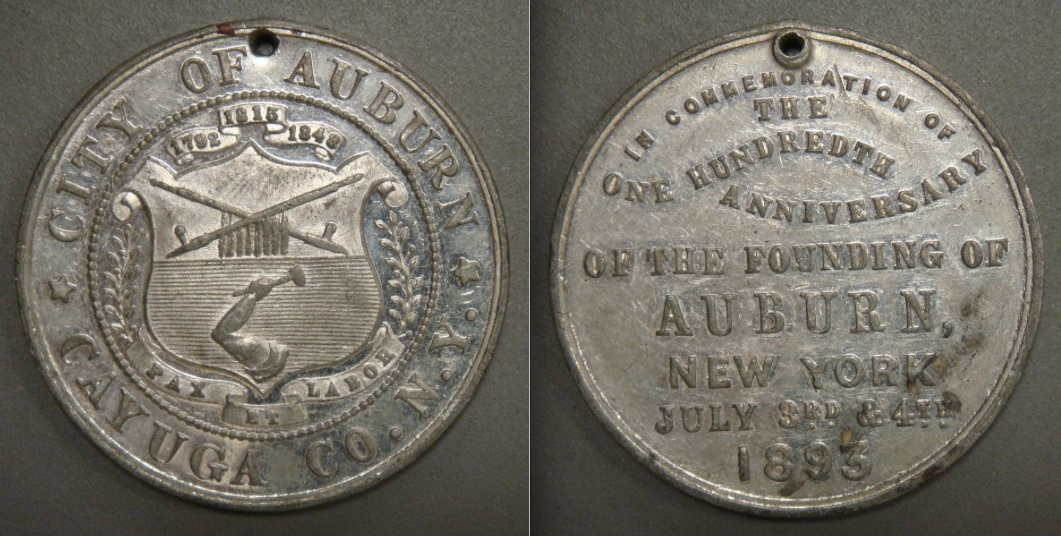 CITY OF AUBURN
CAYUGA CO. N.Y.
1792 1815 1848
PAX ET LABOR
IN COMMEMORATION OF
THE
ONE HUNDREDTH
ANNIVERSARY
OF THE FOUNDING OF
AUBURN,
NEW YORK
JULY 3RD & 4TH
1893